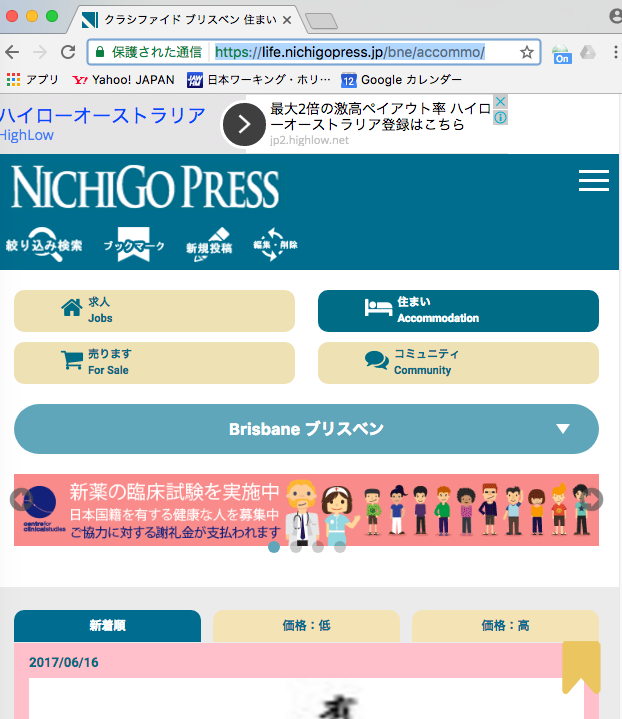 クラシファイド ブリスベン 住まい
保護された通信
https://life.nichigopress.jp/bne/accommo/
On
アプリ
Yahoo! JAPAN
日本ワーキング・ホリ…
12
Google カレンダー
ハイローオーストラリア
HighLow
最大2倍の激高ペイアウト率 ハイロ
ーオーストラリア登録はこちら
jp2.highlow.net
NICHIGO PRESS
絞り込み検索
ブックマーク
新規投稿
編集・削除
求人
Jobs
住まい
Accommodation
売ります
For Sale
コミュニティ
Community
Brisbane ブリスベン
新薬の臨床試験を実施中
日本国籍を有する健康な人を募集中
ご協力に対する謝礼金が支払われます
centre for
clinical studies
新着順
価格：低
価格：高
2017/06/16